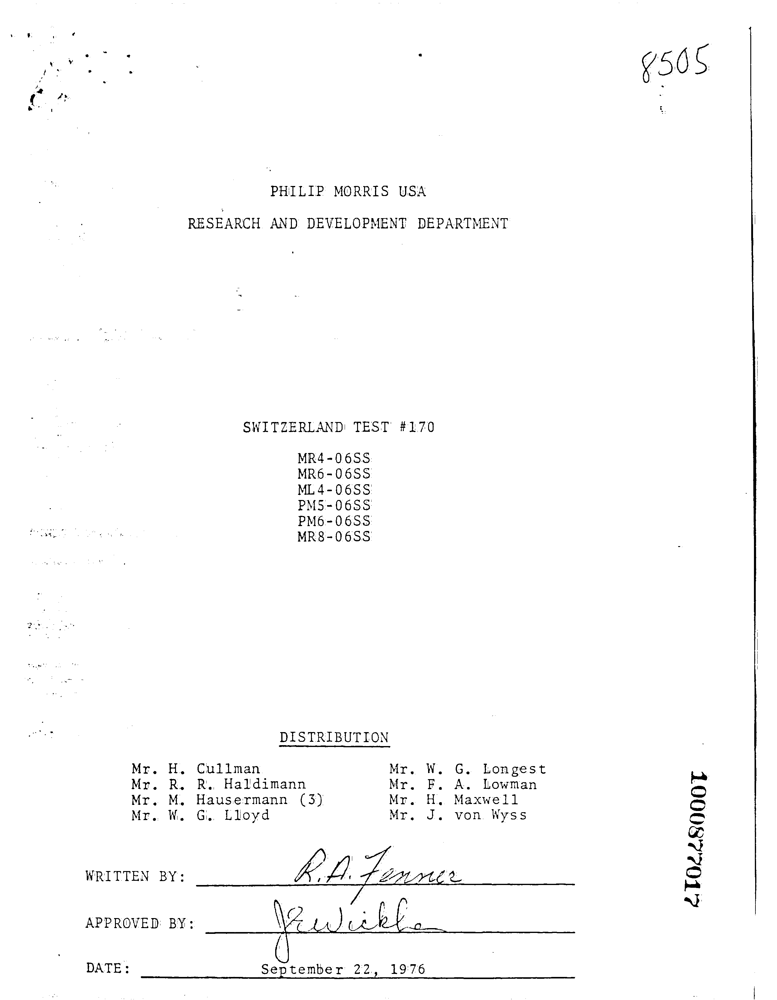 8505
PHILIP MORRIS USA
RESEARCH AND DEVELOPMENT DEPARTMENT
SWITZERLAND TEST #170
MR4-06SS
MR6-06SS
ML4-06SS
PM5-06SS
PM6-06SS
MR8-06SS
DISTRIBUTION
Mr. H. Cullman
Mr. R. R. Haldimann
Mr. M. Hausermann (3)
Mr. W. G. Lloyd
Mr. W. G. Longest
Mr. F. A. Lowman
Mr. H. Maxwell
Mr. J. von Wyss
WRITTEN BY: R.A. Fenner
APPROVED BY:
DATE: September 22, 1976
1000877017